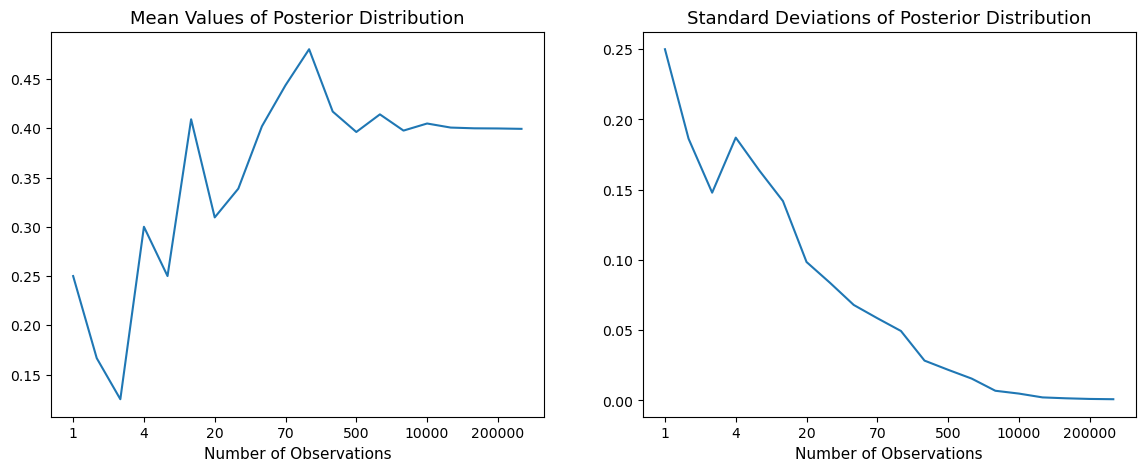 Mean Values of Posterior Distribution
0.45
0.40
0.35
0.30
0.25
0.20
0.15
1 4 20 70 500 10000 200000
Number of Observations
Standard Deviations of Posterior Distribution
0.25
0.20
0.15
0.10
0.05
0.00
1 4 20 70 500 10000 200000
Number of Observations